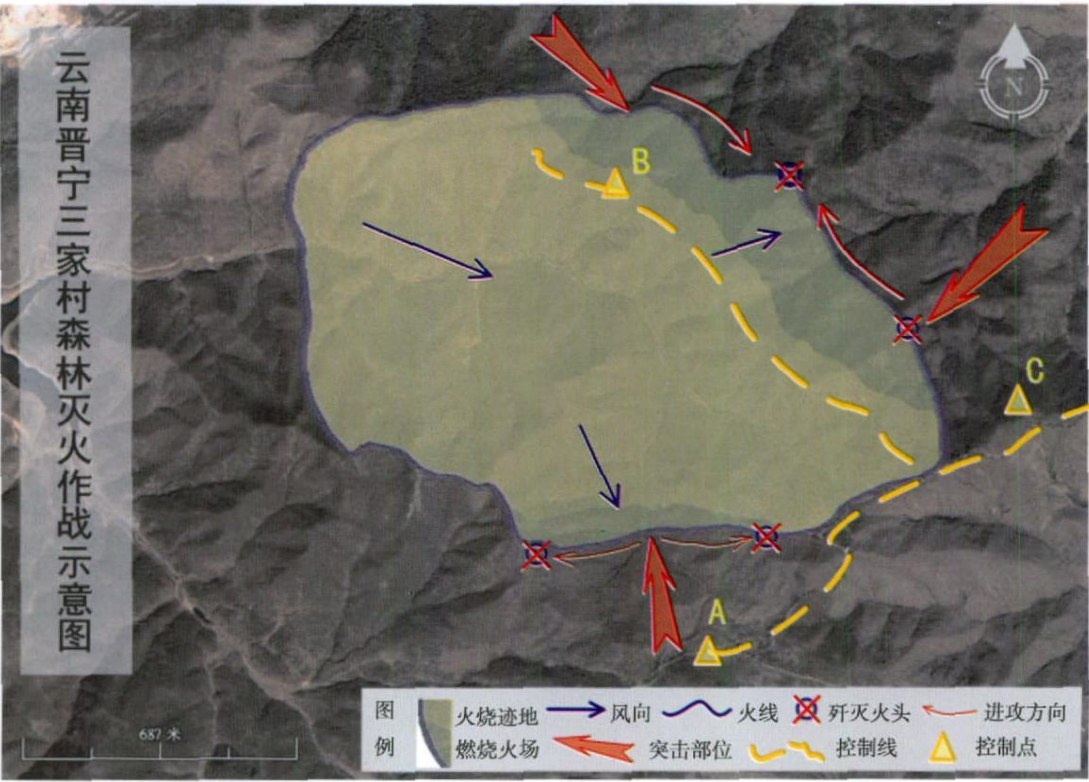 云南晋宁三家村森林灭火作战示意图
N
B
C
A
687 米
图例
火烧迹地
风向
火线
歼灭火头
进攻方向
燃烧火场
突击部位
控制线
控制点